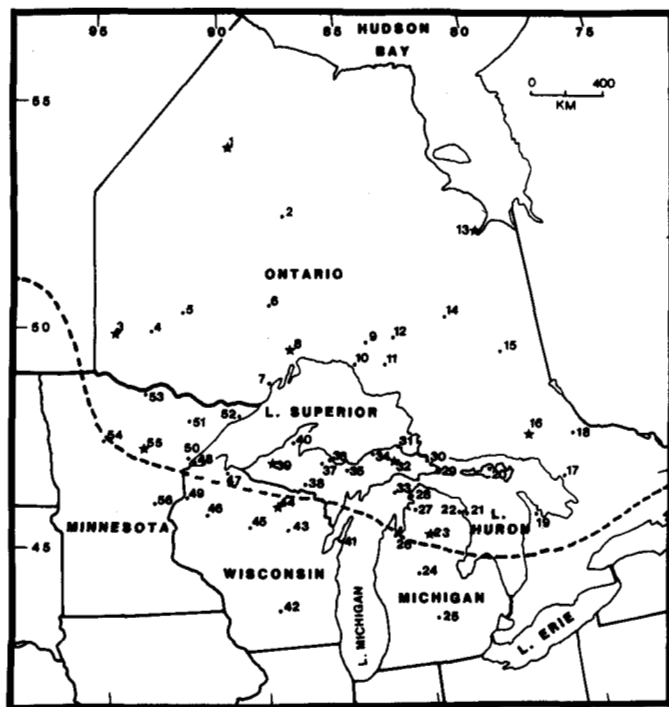 95 90 85 80 75
HUDSON
BAY
0 400
KM
55
1
2
13
ONTARIO
6
5
3 4
50
14
9 12
8
15
10 11
7
53
L. SUPERIOR
52
51
16 18
54
55
50 48
40
31
36 34 30
39 37 35 32 29 20
17
47
38
33 28
49
44
27 22 21
L.
HURON
19
56
46
MINNESOTA
45 43
23
26
45
41
WISCONSIN
24
MICHIGAN
42
25
L. MICHIGAN
L. ERIE